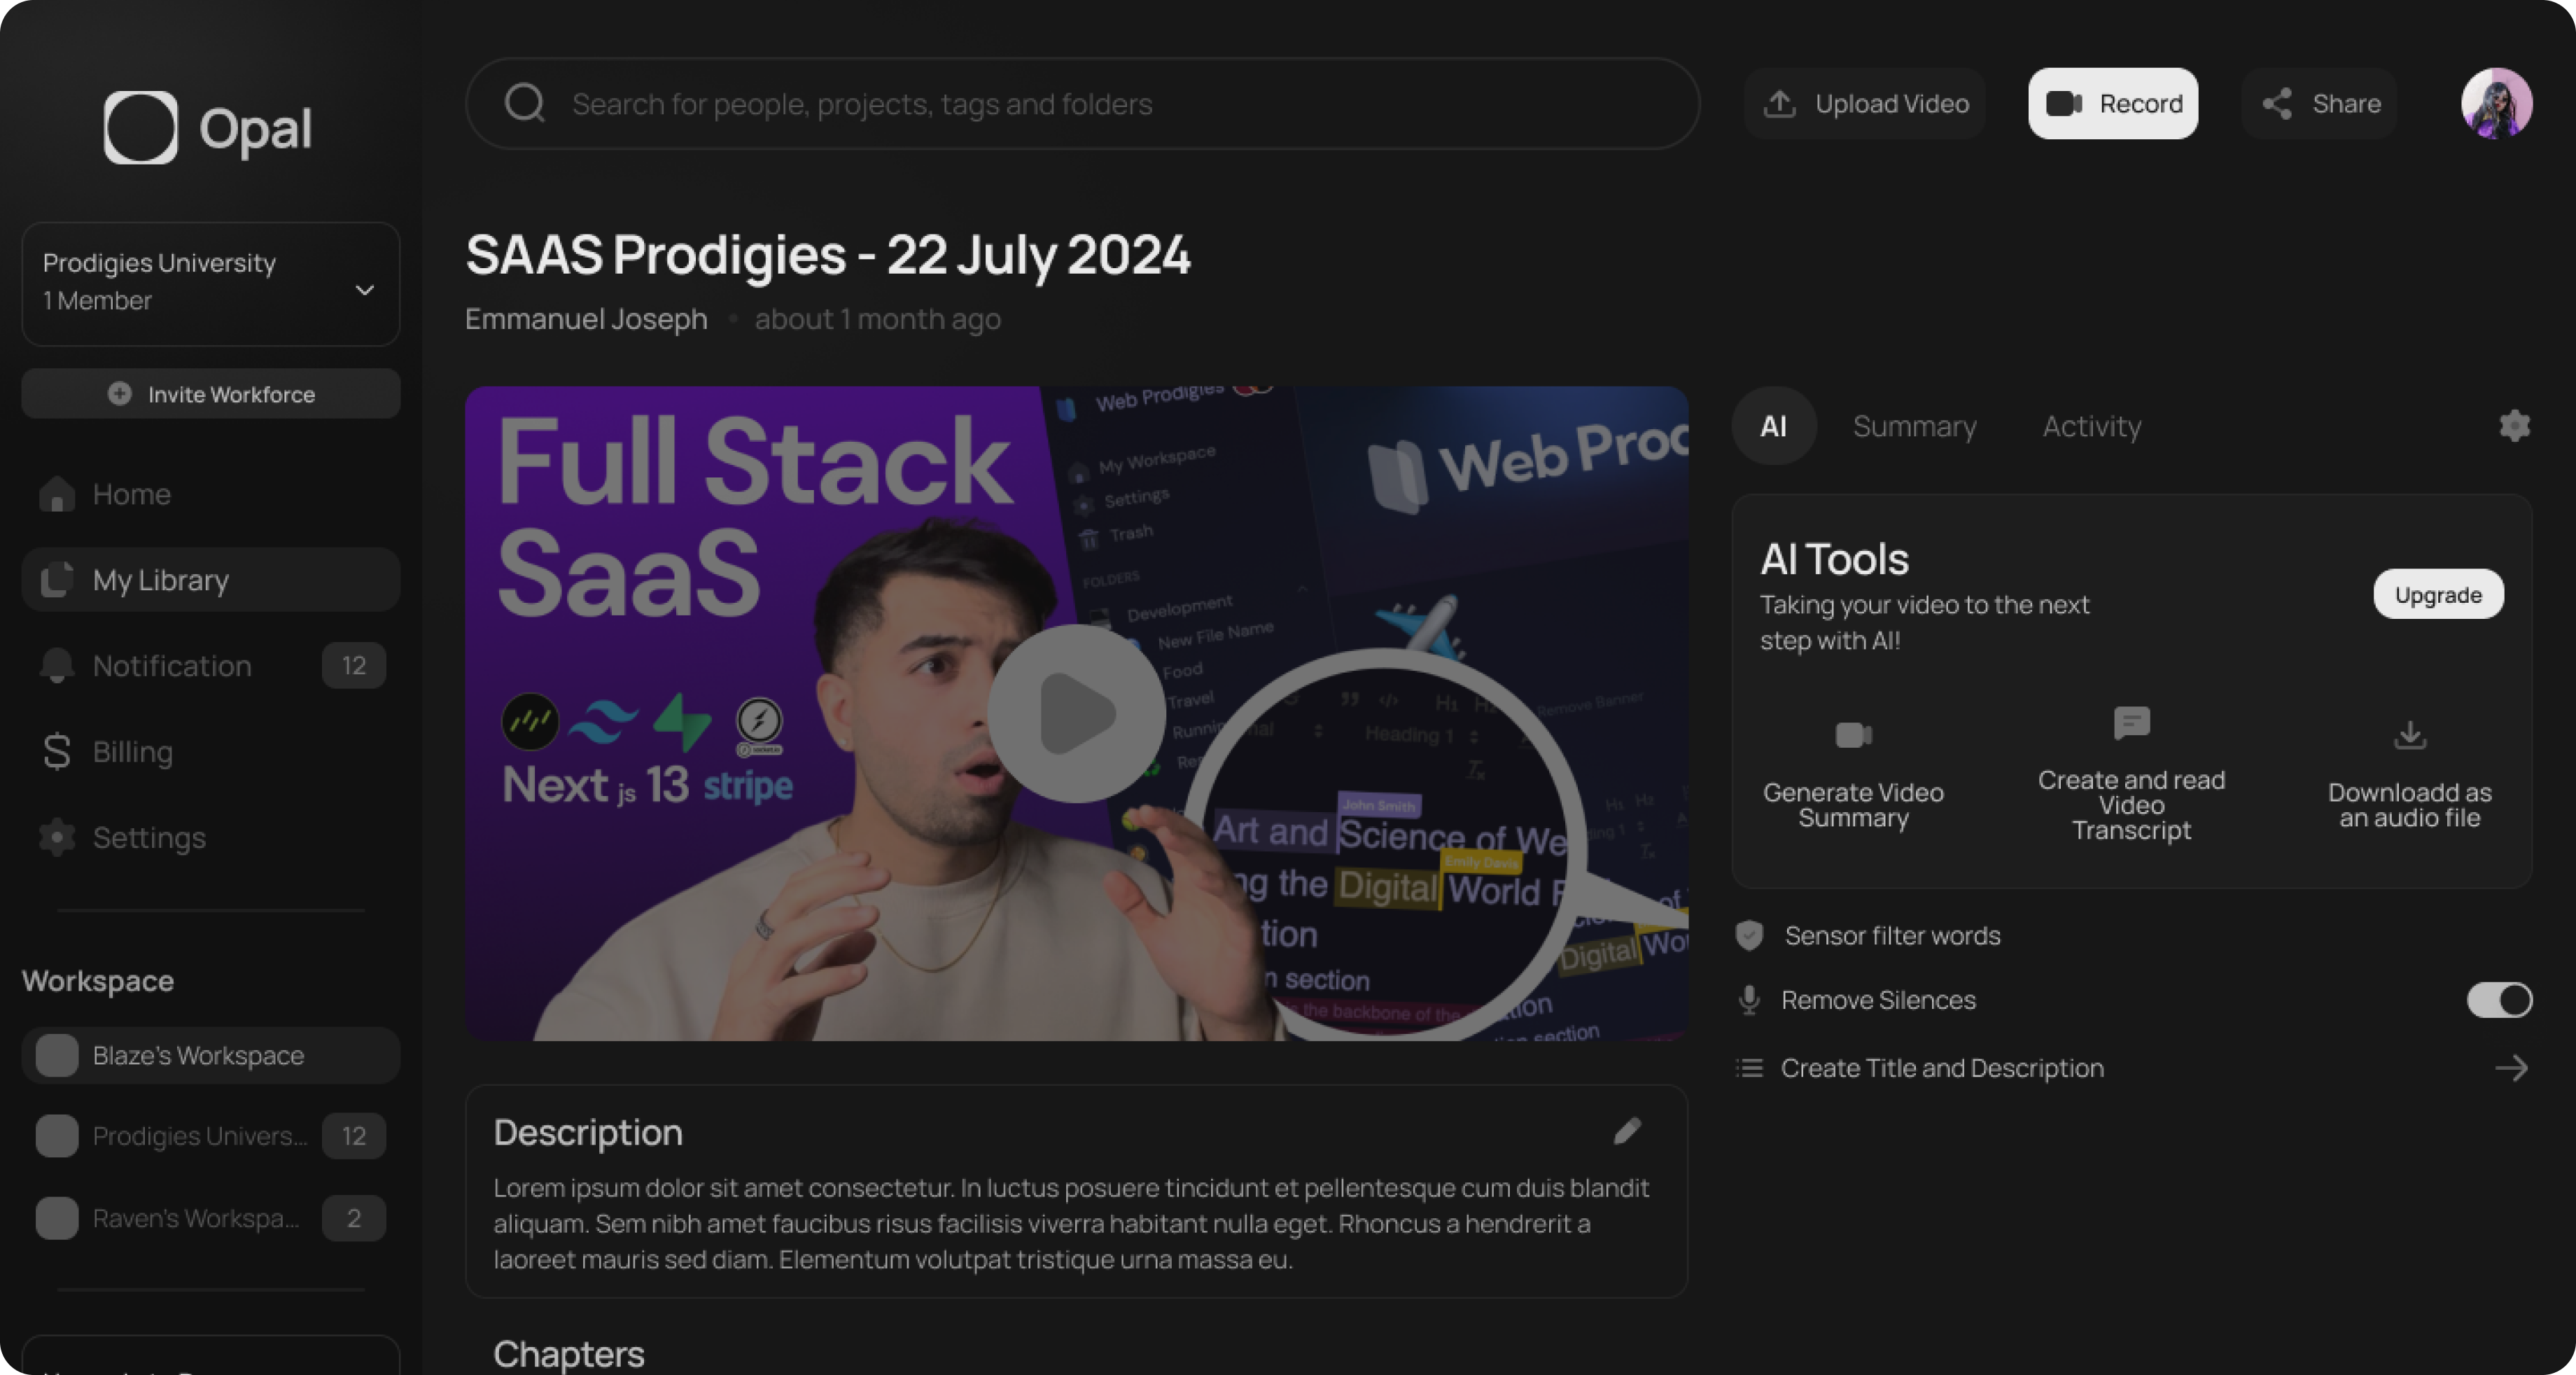 Opal
Search for people, projects, tags and folders
Upload Video
Record
Share
Prodigies University
1 Member
Invite Workforce
Home
My Library
Notification
12
Billing
Settings
Workspace
Blaze's Workspace
Prodigies Univers...
12
Raven's Workspa...
2
SAAS Prodigies - 22 July 2024
Emmanuel Joseph • about 1 month ago
Full Stack
SaaS
Next js 13 stripe
Web Prodigies
My Workspace
Settings
Trash
FOLDERS
Development
New File Name
Food
Travel
Web Prod
Remove Banner
Heading 1
John Smith
Art and Science of We
Emily Davis
ng the Digital World
tion
n section
the backbone of the
Digital Wo
section
Description
Lorem ipsum dolor sit amet consectetur. In luctus posuere tincidunt et pellentesque cum duis blandit
aliquam. Sem nibh amet faucibus risus facilisis viverra habitant nulla eget. Rhoncus a hendrerit a
laoreet mauris sed diam. Elementum volutpat tristique urna massa eu.
Chapters
AI
Summary
Activity
AI Tools
Taking your video to the next
step with AI!
Upgrade
Generate Video
Summary
Create and read
Video
Transcript
Downloadd as
an audio file
Sensor filter words
Remove Silences
Create Title and Description